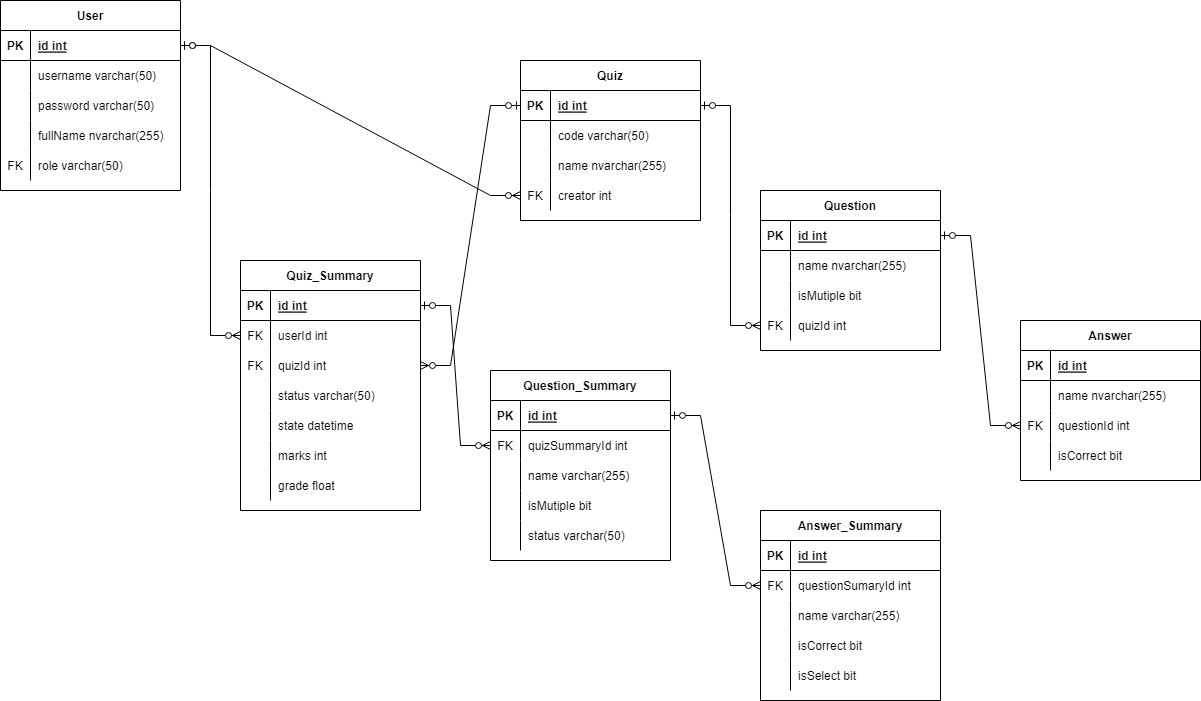 User
PK id int
username varchar(50)
password varchar(50)
fullName nvarchar(255)
FK role varchar(50)
Quiz
PK id int
code varchar(50)
name nvarchar(255)
FK creator int
Question
PK id int
name nvarchar(255)
isMutiple bit
FK quizId int
Quiz_Summary
PK id int
FK userId int
FK quizId int
status varchar(50)
state datetime
marks int
grade float
Answer
PK id int
name nvarchar(255)
FK questionId int
isCorrect bit
Question_Summary
PK id int
FK quizSummaryId int
name varchar(255)
isMutiple bit
status varchar(50)
Answer_Summary
PK id int
FK questionSumaryId int
name varchar(255)
isCorrect bit
isSelect bit